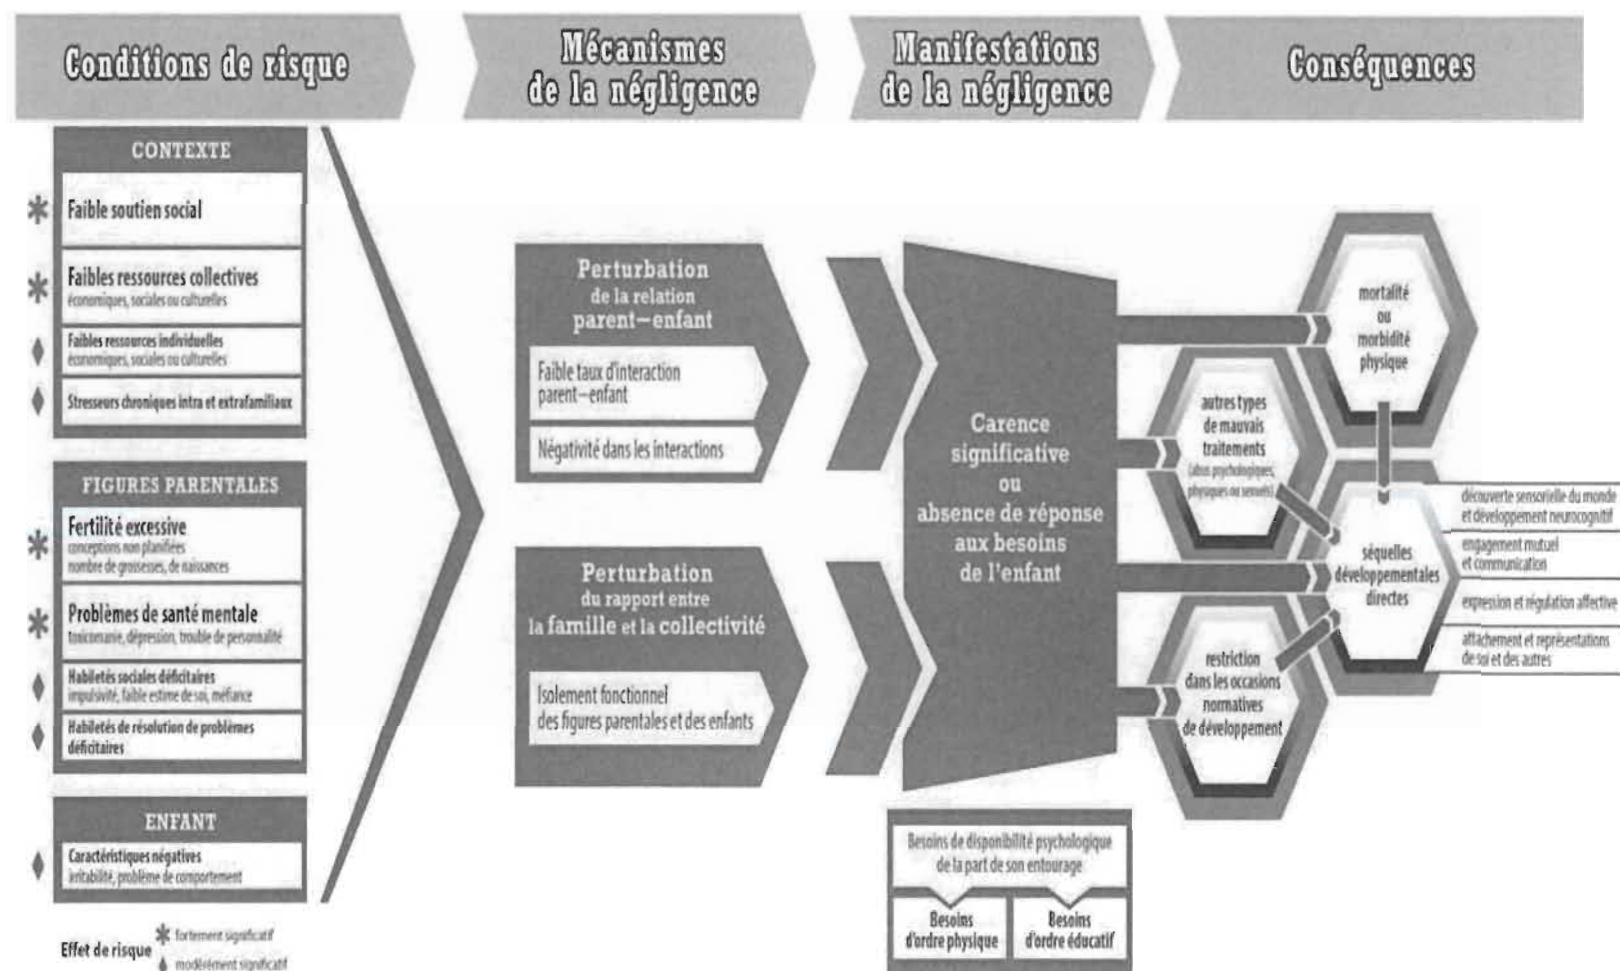 Conditions de risque
Mécanismes
de la négligence
Manifestations
de la négligence
Conséquences
CONTEXTE
Faible soutien social
Faibles ressources collectives
économiques, sociales ou culturelles
Faibles ressources individuelles
économiques, sociales ou culturelles
Stresseurs chroniques intra et extrafamiliaux
FIGURES PARENTALES
Fertilité excessive
conceptions non planifiées
nombre de grossesses, de naissances
Problèmes de santé mentale
toxicomanie, dépression, trouble de personnalité
Habiletés sociales déficitaires
impulsivité, faible estime de soi, méfiance
Habiletés de résolution de problèmes
déficitaires
ENFANT
Caractéristiques négatives
irritabilité, problème de comportement
Effet de risque
fortement significatif
modérément significatif
Perturbation
de la relation
parent–enfant
Faible taux d'interaction
parent–enfant
Négativité dans les interactions
Perturbation
du rapport entre
la famille et la collectivité
Isolement fonctionnel
des figures parentales et des enfants
Carence
significative
ou
absence de réponse
aux besoins
de l'enfant
Besoins de disponibilité psychologique
de la part de son entourage
Besoins
d'ordre physique
Besoins
d'ordre éducatif
mortalité
ou
morbidité
physique
autres types
de mauvais
traitements
(abus psychologiques,
physiques ou sexuels)
séquelles
développementales
directes
restriction
dans les occasions
normatives
de développement
découverte sensorielle du monde
et développement neurocognitif
engagement mutuel
et communication
expression et régulation affective
attachement et représentations
de soi et des autres